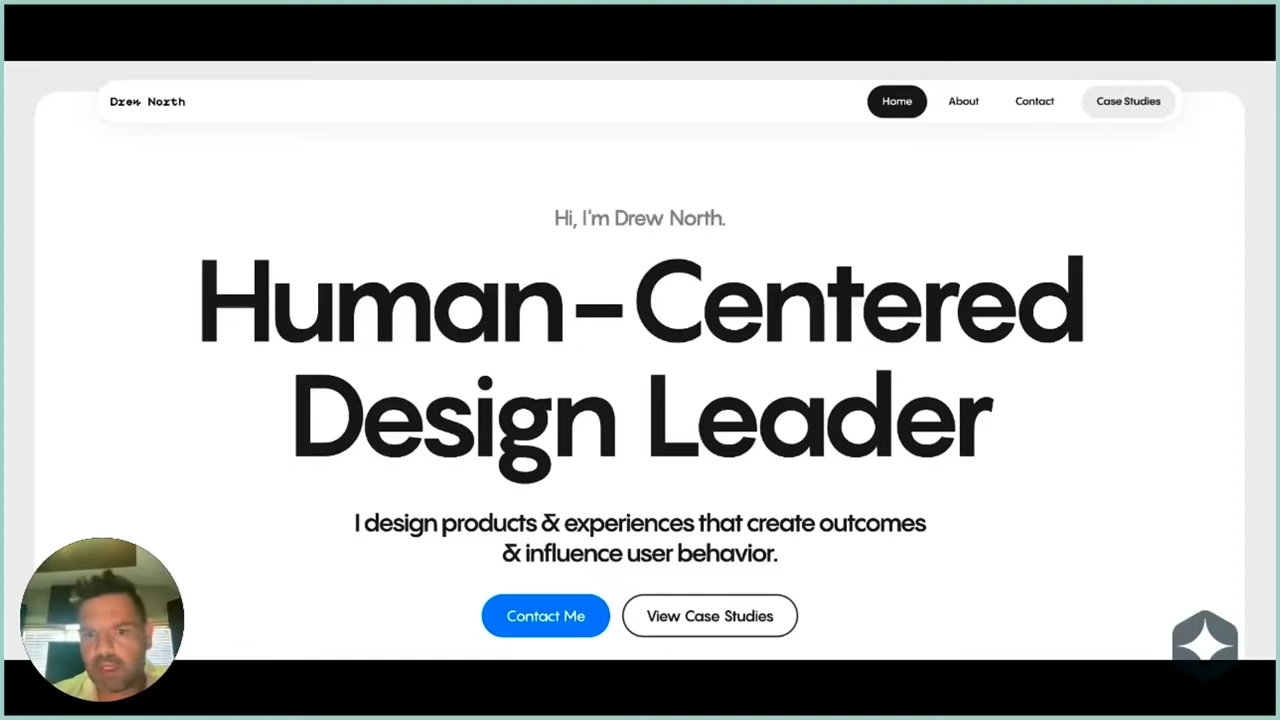 Drew North
Home
About
Contact
Case Studies
Hi, I'm Drew North.
Human-Centered
Design Leader
I design products & experiences that create outcomes
& influence user behavior.
Contact Me
View Case Studies